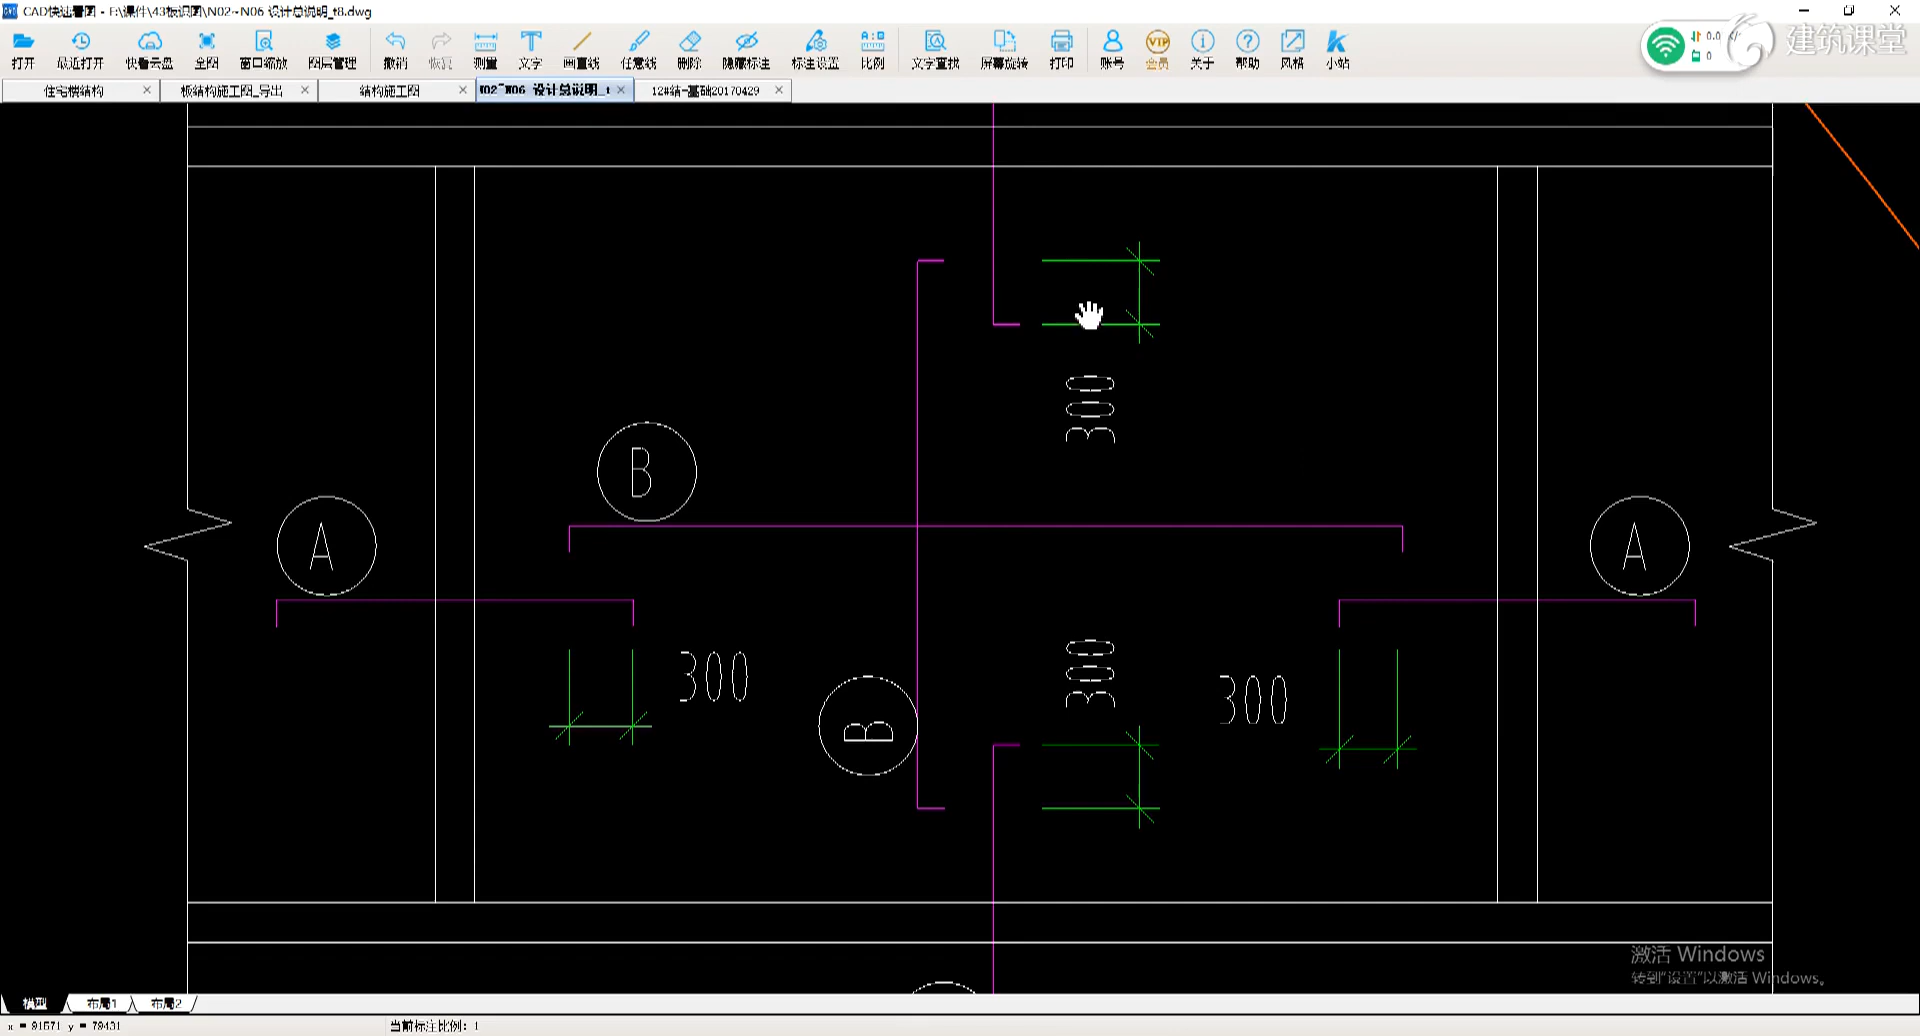 CAD快速看图 - E:\课件\43板识图\N02~N06 设计总说明_t8.dwg
打开 最近打开 快看云盘 全图 窗口缩放 图层管理 撤消 恢复 测量 文字 画直线 任意线 删除 隐藏标注 标注设置 比例 文字查找 屏幕旋转 打印 账号 会员 关于 帮助 风格 小站
VIP
0.0
0
建筑课堂
住宅楼结构 板结构施工图_导出 结构施工图 N02~N06 设计总说明_t 12#结-基础20170429
300
B
A
A
300
300
300
B
激活 Windows
转到"设置"以激活 Windows。
模型 布局1 布局2
x = 91571 y = 79431 当前标注比例: 1